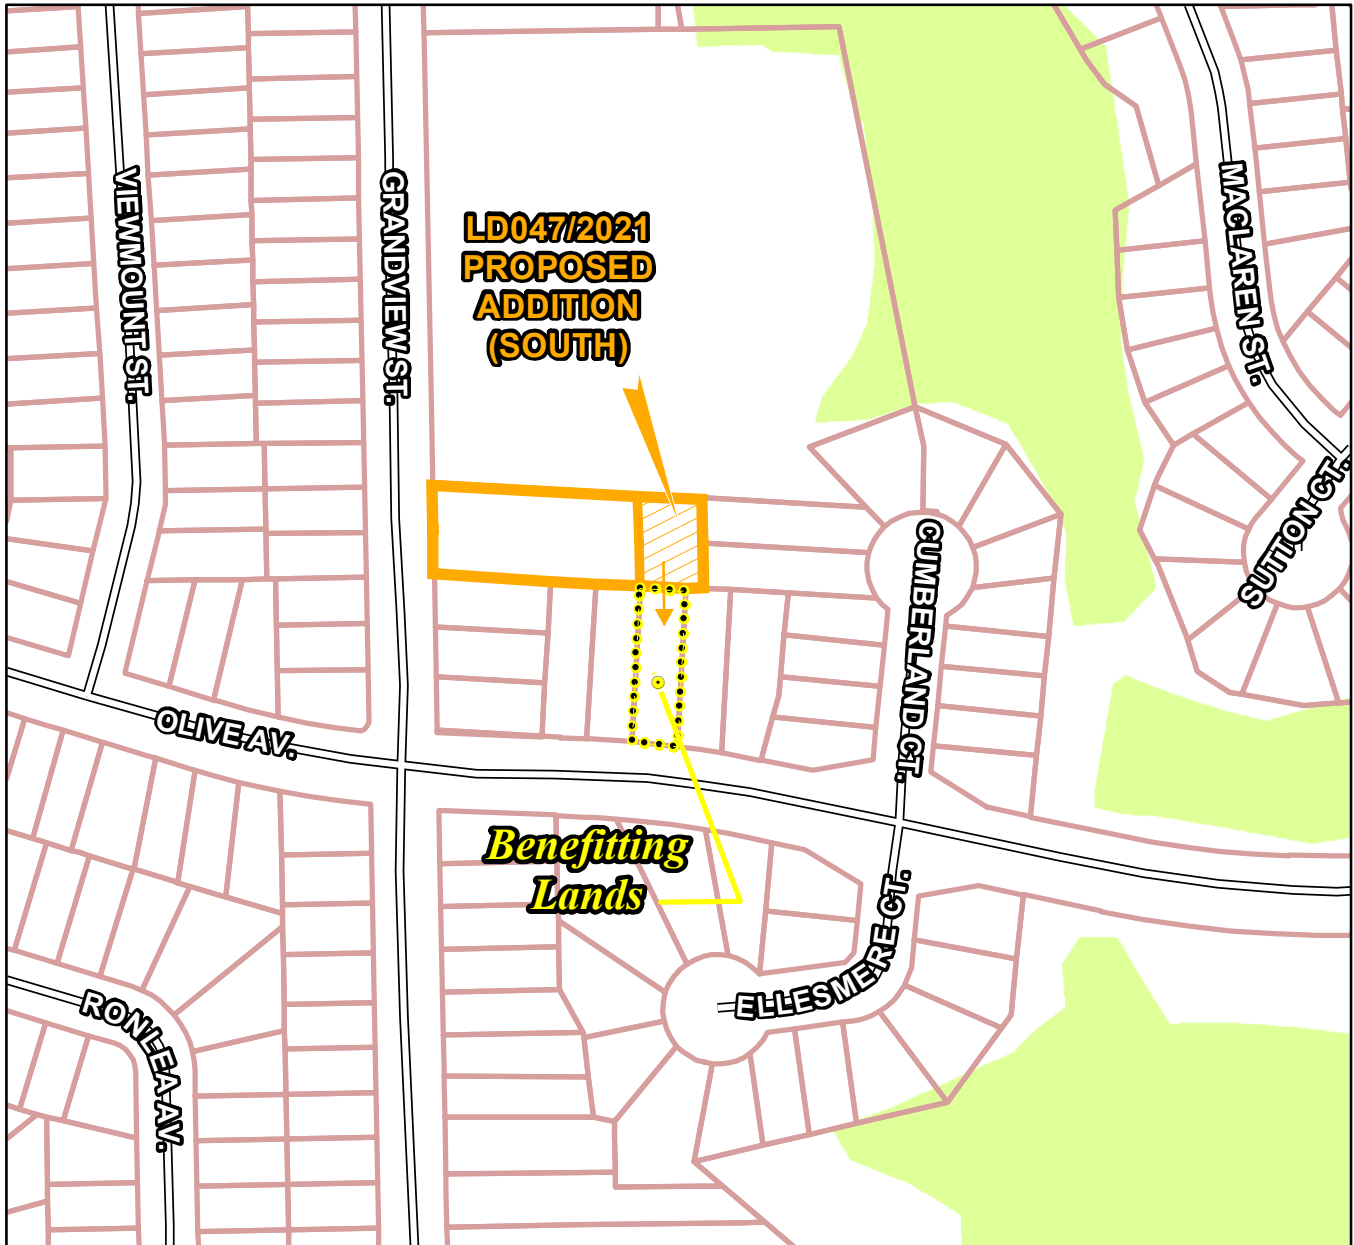 VIEWMOUNT ST.
GRANDVIEW ST.
LD047/2021
PROPOSED
ADDITION
(SOUTH)
MACLAREN ST.
SUTTON CT.
CUMBERLAND CT.
OLIVE AV.
Benefitting
Lands
ELLESMERE CT.
RONLEA AV.